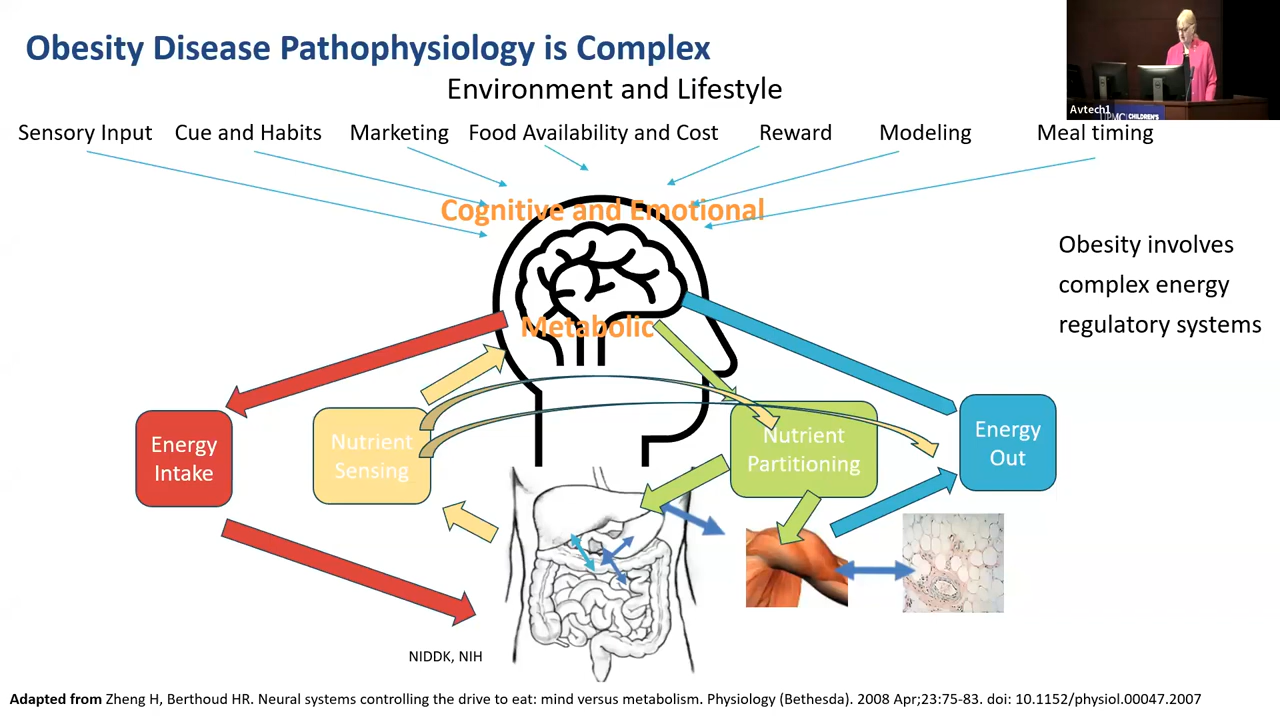 Obesity Disease Pathophysiology is Complex
Environment and Lifestyle
Avtech1
UPMC CHILDREN'S
Sensory Input Cue and Habits Marketing Food Availability and Cost Reward Modeling Meal timing
Cognitive and Emotional
Obesity involves
complex energy
regulatory systems
Metabolic
Energy
Intake
Nutrient
Sensing
Nutrient
Partitioning
Energy
Out
NIDDK, NIH
Adapted from Zheng H, Berthoud HR. Neural systems controlling the drive to eat: mind versus metabolism. Physiology (Bethesda). 2008 Apr;23:75-83. doi: 10.1152/physiol.00047.2007